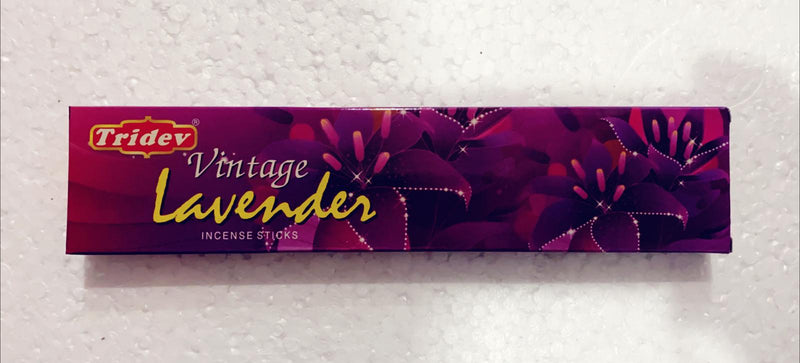 Tridev®
Vintage
Lavender
INCENSE STICKS